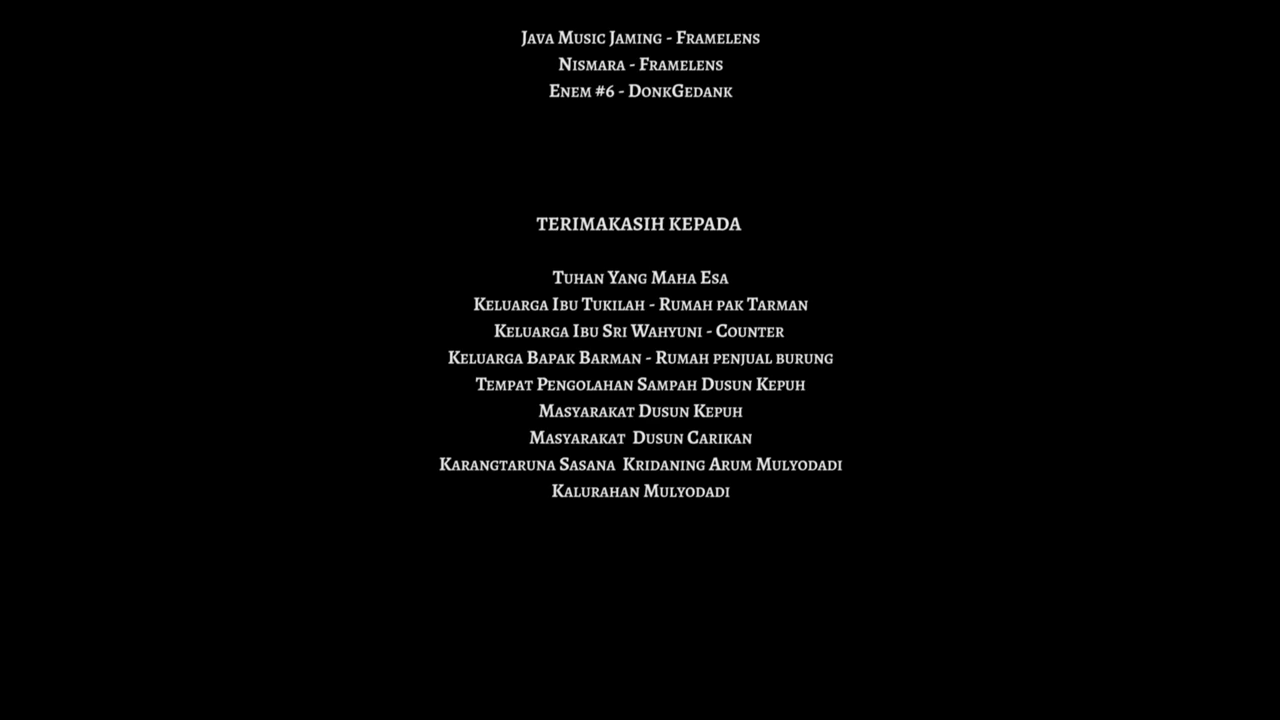 Java Music Jaming - Framelens
Nismara - Framelens
Enem #6 - DonkGedank
TERIMAKASIH KEPADA
Tuhan Yang Maha Esa
Keluarga Ibu Tukilah - Rumah pak Tarman
Keluarga Ibu Sri Wahyuni - Counter
Keluarga Bapak Barman - Rumah penjual burung
Tempat Pengolahan Sampah Dusun Kepuh
Masyarakat Dusun Kepuh
Masyarakat Dusun Carikan
Karangtaruna Sasana Kridaning Arum Mulyodadi
Kalurahan Mulyodadi